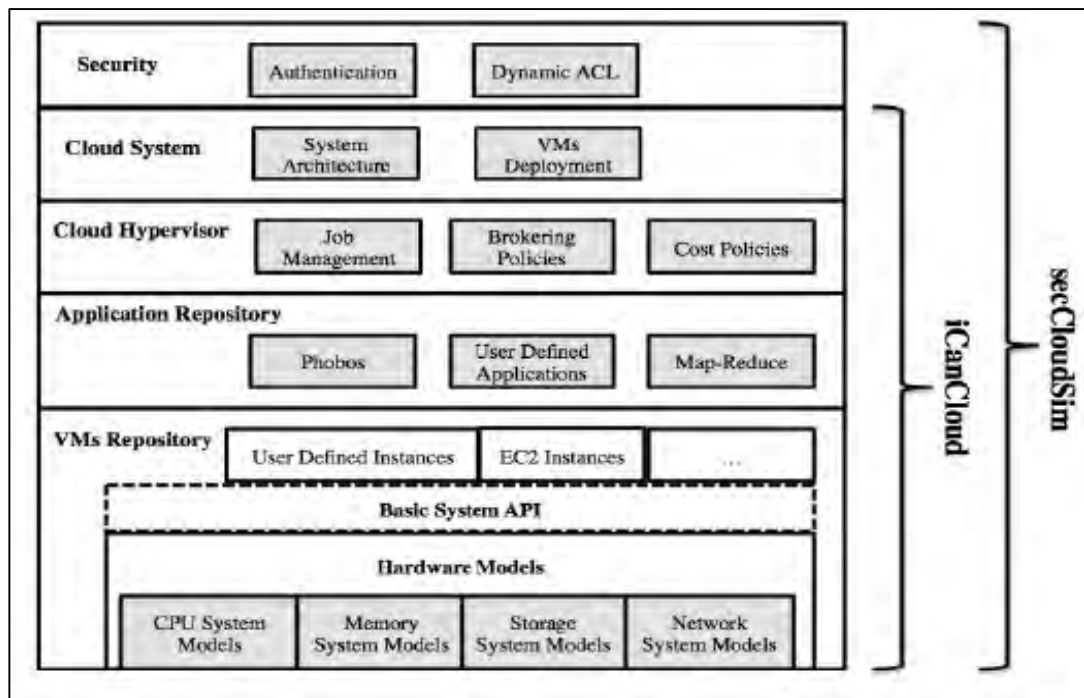 Security
Authentication
Dynamic ACL
Cloud System
System
Architecture
VMs
Deployment
Cloud Hypervisor
Job
Management
Brokering
Policies
Cost Policies
Application Repository
Phobos
User Defined
Applications
Map-Reduce
VMs Repository
User Defined Instances
EC2 Instances
...
Basic System API
Hardware Models
CPU System
Models
Memory
System Models
Storage
System Models
Network
System Models
iCanCloud
secCloudSim